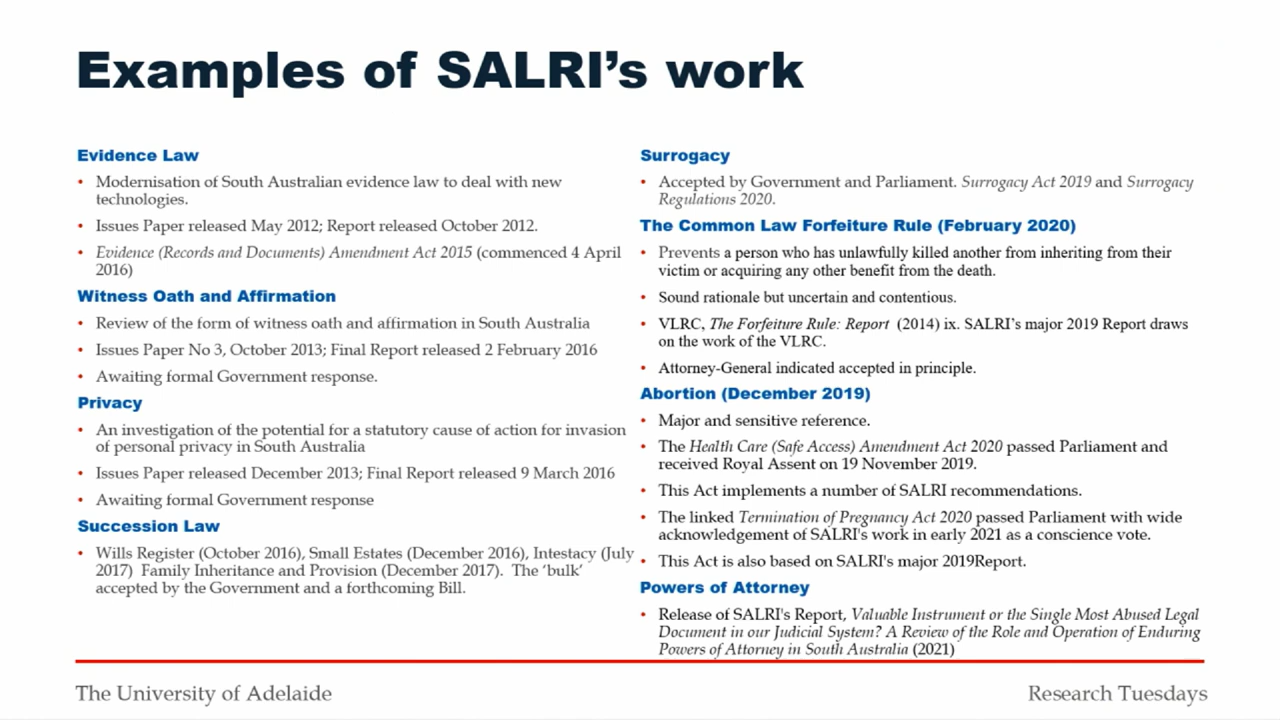 Examples of SALRI's work
Evidence Law
• Modernisation of South Australian evidence law to deal with new
technologies.
• Issues Paper released May 2012; Report released October 2012.
• Evidence (Records and Documents) Amendment Act 2015 (commenced 4 April
2016)
Witness Oath and Affirmation
• Review of the form of witness oath and affirmation in South Australia
• Issues Paper No 3, October 2013; Final Report released 2 February 2016
• Awaiting formal Government response.
Privacy
• An investigation of the potential for a statutory cause of action for invasion
of personal privacy in South Australia
• Issues Paper released December 2013; Final Report released 9 March 2016
• Awaiting formal Government response
Succession Law
• Wills Register (October 2016), Small Estates (December 2016), Intestacy (July
2017) Family Inheritance and Provision (December 2017). The ‘bulk’
accepted by the Government and a forthcoming Bill.
Surrogacy
• Accepted by Government and Parliament. Surrogacy Act 2019 and Surrogacy
Regulations 2020.
The Common Law Forfeiture Rule (February 2020)
• Prevents a person who has unlawfully killed another from inheriting from their
victim or acquiring any other benefit from the death.
• Sound rationale but uncertain and contentious.
• VLRC, The Forfeiture Rule: Report (2014) ix. SALRI’s major 2019 Report draws
on the work of the VLRC.
• Attorney-General indicated accepted in principle.
Abortion (December 2019)
• Major and sensitive reference.
• The Health Care (Safe Access) Amendment Act 2020 passed Parliament and
received Royal Assent on 19 November 2019.
• This Act implements a number of SALRI recommendations.
• The linked Termination of Pregnancy Act 2020 passed Parliament with wide
acknowledgement of SALRI's work in early 2021 as a conscience vote.
• This Act is also based on SALRI's major 2019Report.
Powers of Attorney
• Release of SALRI's Report, Valuable Instrument or the Single Most Abused Legal
Document in our Judicial System? A Review of the Role and Operation of Enduring
Powers of Attorney in South Australia (2021)
The University of Adelaide
Research Tuesdays